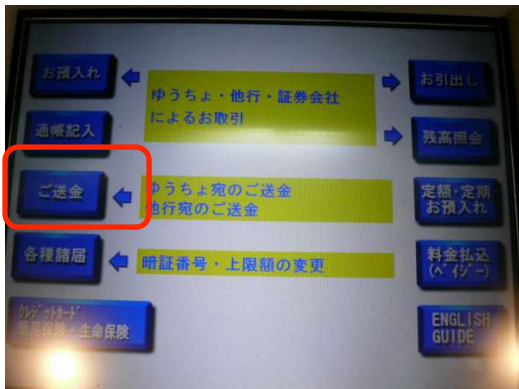 お預入れ
ゆうちょ・他行・証券会社
によるお取引
お引出し
通帳記入
残高照会
ご送金
ゆうちょ宛のご送金
他行宛のご送金
定額・定期
お預入れ
各種諸届
暗証番号・上限額の変更
料金払込
(ペイジー)
クレジットカード
簡易保険・生命保険
ENGLISH
GUIDE